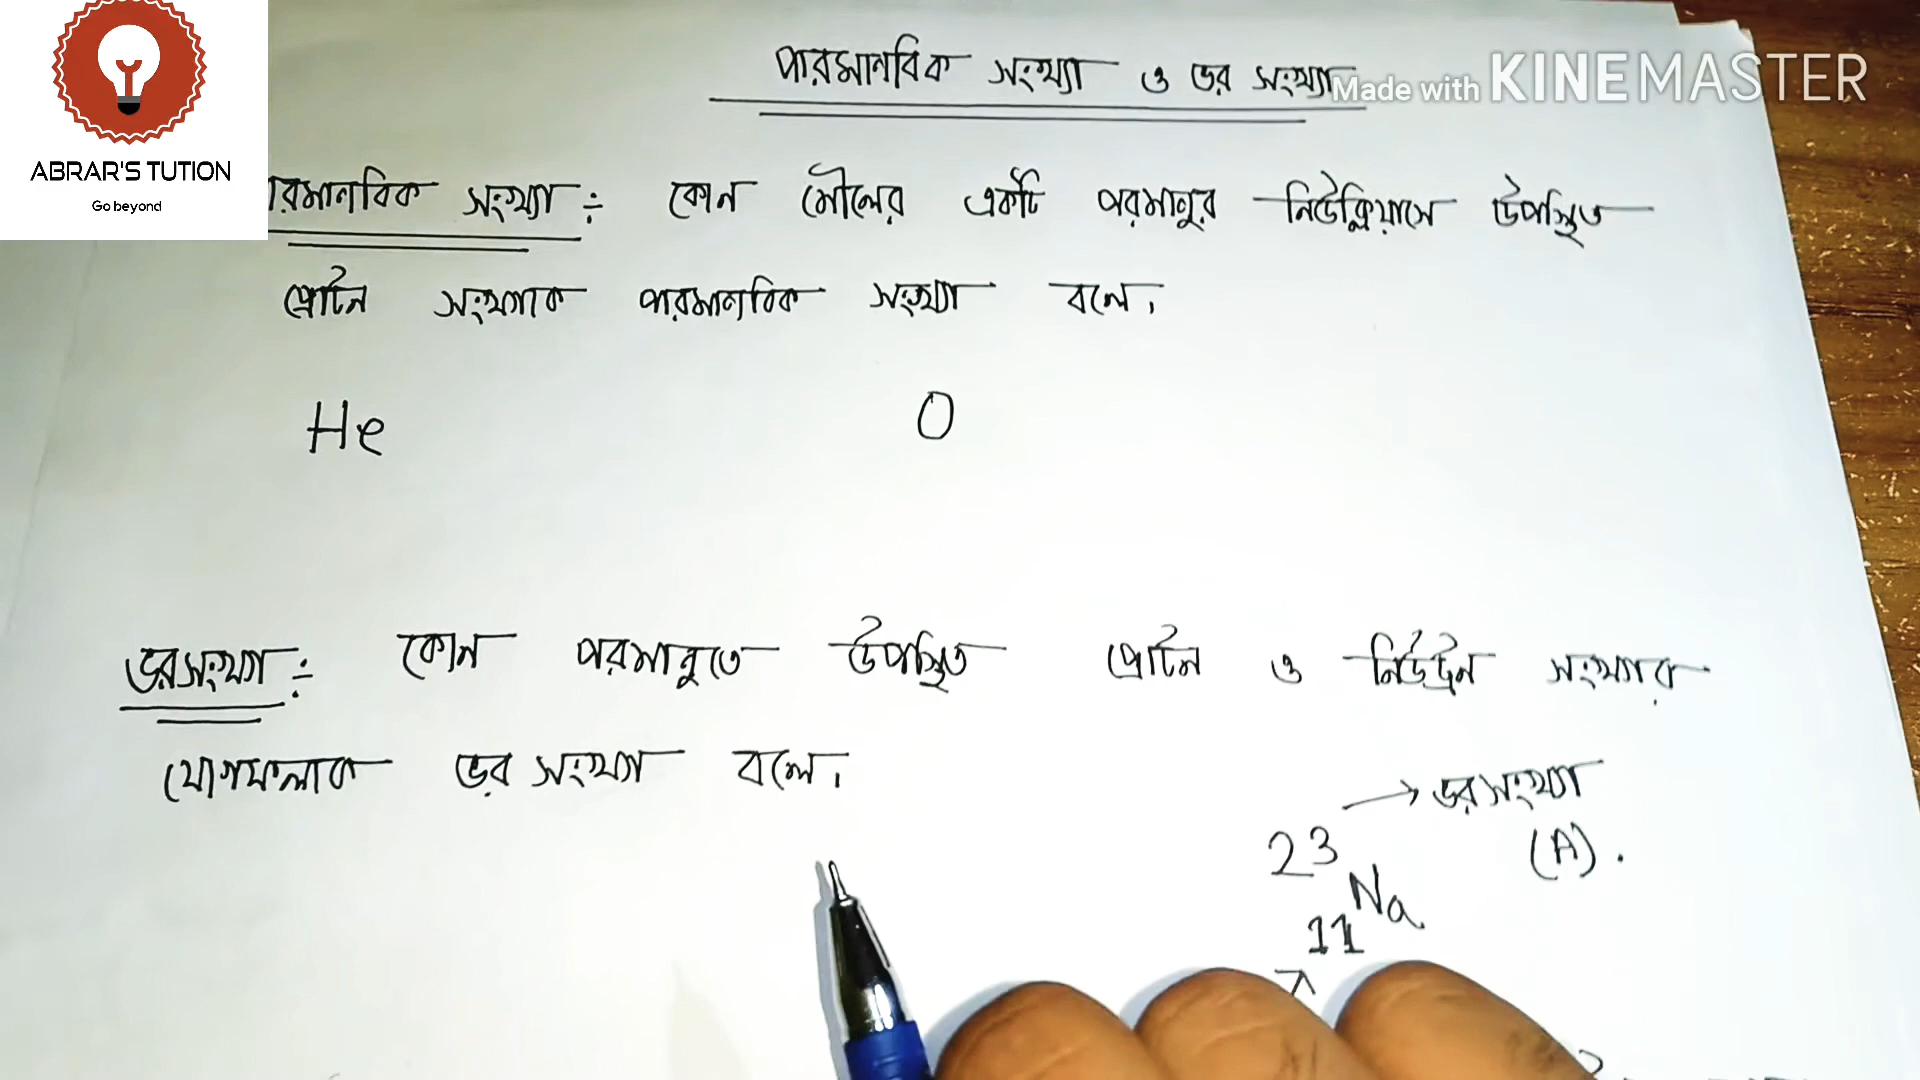 পারমানবিক সংখ্যা ও ভর সংখ্যা
Made with KINEMASTER
ABRAR'S TUTION
Go beyond
ারমানবিক সংখ্যা ÷ কোন মৌলের একটি পরমানুর নিউক্লিয়াসে উপস্থিত
প্রোটন সংখ্যাকে পারমানবিক সংখ্যা বলে।
He O
ভরসংখ্যা ÷ কোন পরমানুতে উপস্থিত প্রোটন ও নিউট্রন সংখ্যার
যোগফলকে ভর সংখ্যা বলে।
→ ভরসংখ্যা
23 (A).
Na
11